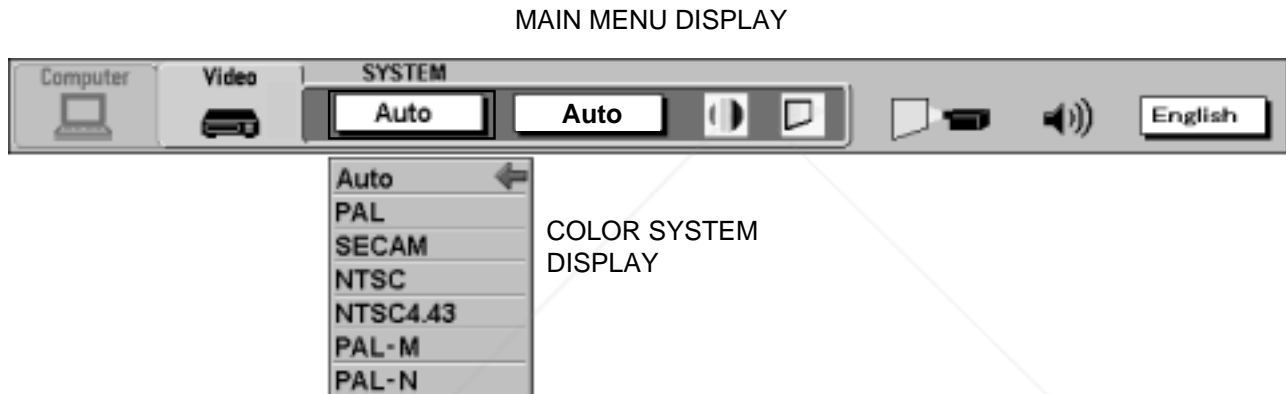 MAIN MENU DISPLAY
Computer Video SYSTEM
Auto Auto English
Auto
PAL
SECAM
NTSC
NTSC4.43
PAL-M
PAL-N
COLOR SYSTEM
DISPLAY